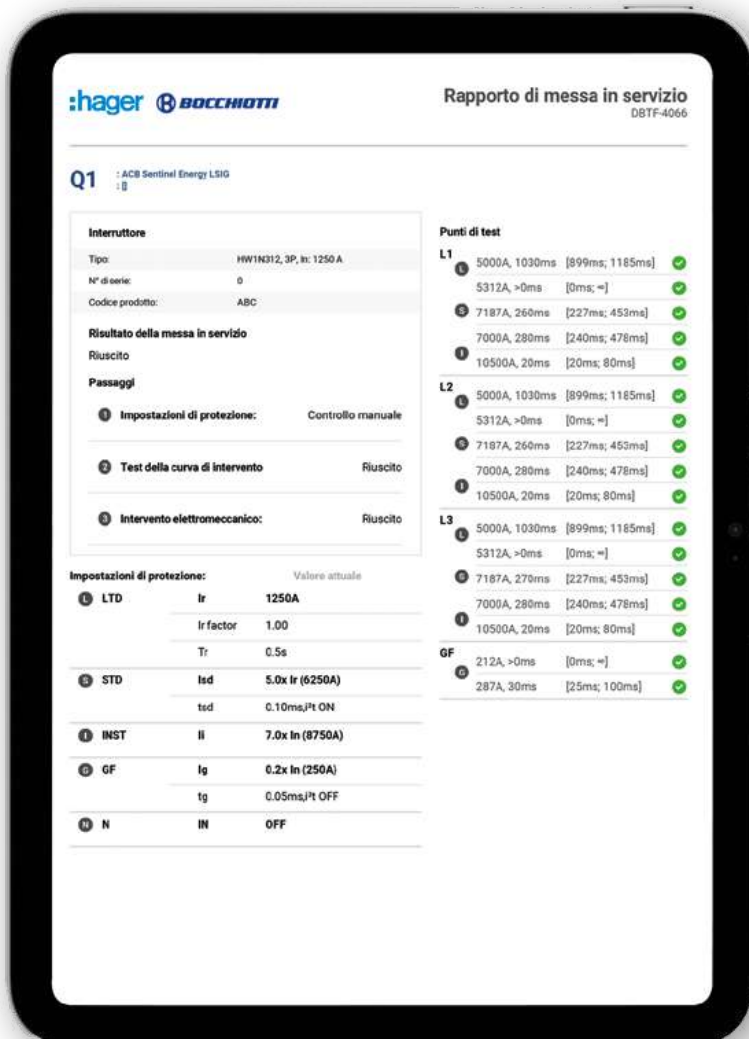 :hager B BOCCHIOTTI
Rapporto di messa in servizio
DBTF-4066
Q1
: ACB Sentinel Energy LSIG
: []
Interruttore
Tipo: HW1N312, 3P, In: 1250 A
N° di serie: 0
Codice prodotto: ABC
Risultato della messa in servizio
Riuscito
Passaggi
1 Impostazioni di protezione: Controllo manuale
2 Test della curva di intervento Riuscito
3 Intervento elettromeccanico: Riuscito
Impostazioni di protezione: Valore attuale
L LTD Ir 1250A
Ir factor 1.00
Tr 0.5s
S STD Isd 5.0x Ir (6250A)
tsd 0.10ms,i²t ON
I INST Ii 7.0x In (8750A)
G GF Ig 0.2x In (250A)
tg 0.05ms,i²t OFF
N N IN OFF
Punti di test
L1
L 5000A, 1030ms [899ms; 1185ms]
5312A, >0ms [0ms; ∞]
S 7187A, 260ms [227ms; 453ms]
7000A, 280ms [240ms; 478ms]
I 10500A, 20ms [20ms; 80ms]
L2
L 5000A, 1030ms [899ms; 1185ms]
5312A, >0ms [0ms; ∞]
S 7187A, 260ms [227ms; 453ms]
7000A, 280ms [240ms; 478ms]
I 10500A, 20ms [20ms; 80ms]
L3
L 5000A, 1030ms [899ms; 1185ms]
5312A, >0ms [0ms; ∞]
S 7187A, 270ms [227ms; 453ms]
7000A, 280ms [240ms; 478ms]
I 10500A, 20ms [20ms; 80ms]
GF
G 212A, >0ms [0ms; ∞]
287A, 30ms [25ms; 100ms]